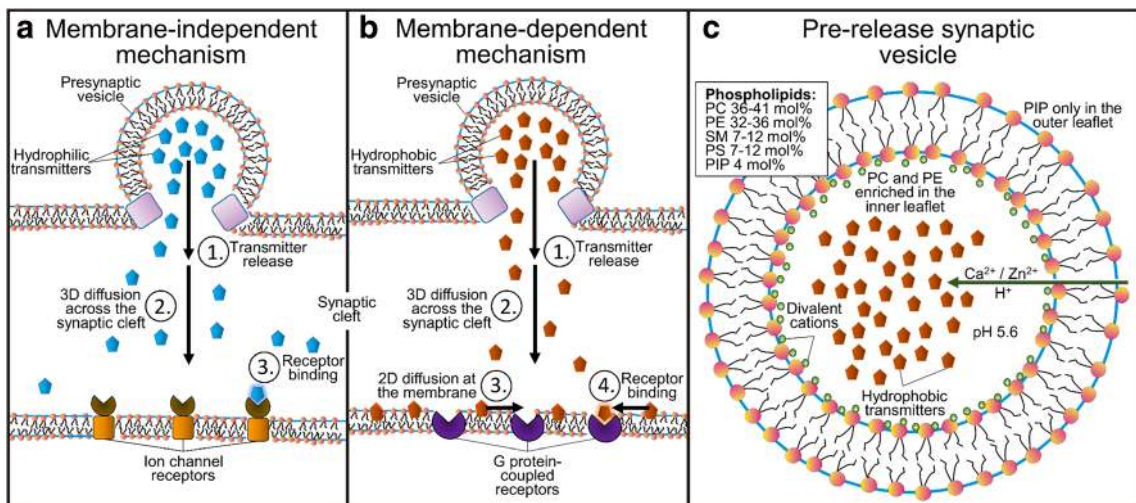 a Membrane-independent
mechanism
Presynaptic
vesicle
Hydrophilic
transmitters
1. Transmitter
release
3D diffusion
across the
synaptic cleft
2.
3. Receptor
binding
Ion channel
receptors
Synaptic
cleft
b Membrane-dependent
mechanism
Presynaptic
vesicle
Hydrophobic
transmitters
1. Transmitter
release
3D diffusion
across the
synaptic cleft
2.
2D diffusion at
the membrane
3.
4. Receptor
binding
G protein-
coupled
receptors
c Pre-release synaptic
vesicle
Phospholipids:
PC 36-41 mol%
PE 32-36 mol%
SM 7-12 mol%
PS 7-12 mol%
PIP 4 mol%
PIP only in the
outer leaflet
PC and PE
enriched in the
inner leaflet
Ca²⁺ / Zn²⁺
H⁺
Divalent
cations
pH 5.6
Hydrophobic
transmitters